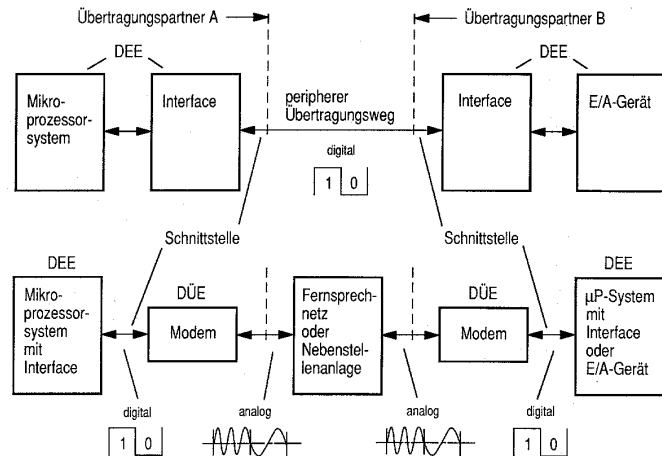 Übertragungspartner A
Übertragungspartner B
DEE
DEE
Mikro-
prozessor-
system
Interface
peripherer
Übertragungsweg
Interface
E/A-Gerät
digital
1 0
Schnittstelle
Schnittstelle
DEE
DEE
Mikro-
prozessor-
system
mit
Interface
DÜE
Modem
Fernsprech-
netz
oder
Nebenstel-
lenanlage
DÜE
Modem
µP-System
mit
Interface
oder
E/A-Gerät
digital
analog
analog
digital
1 0
1 0